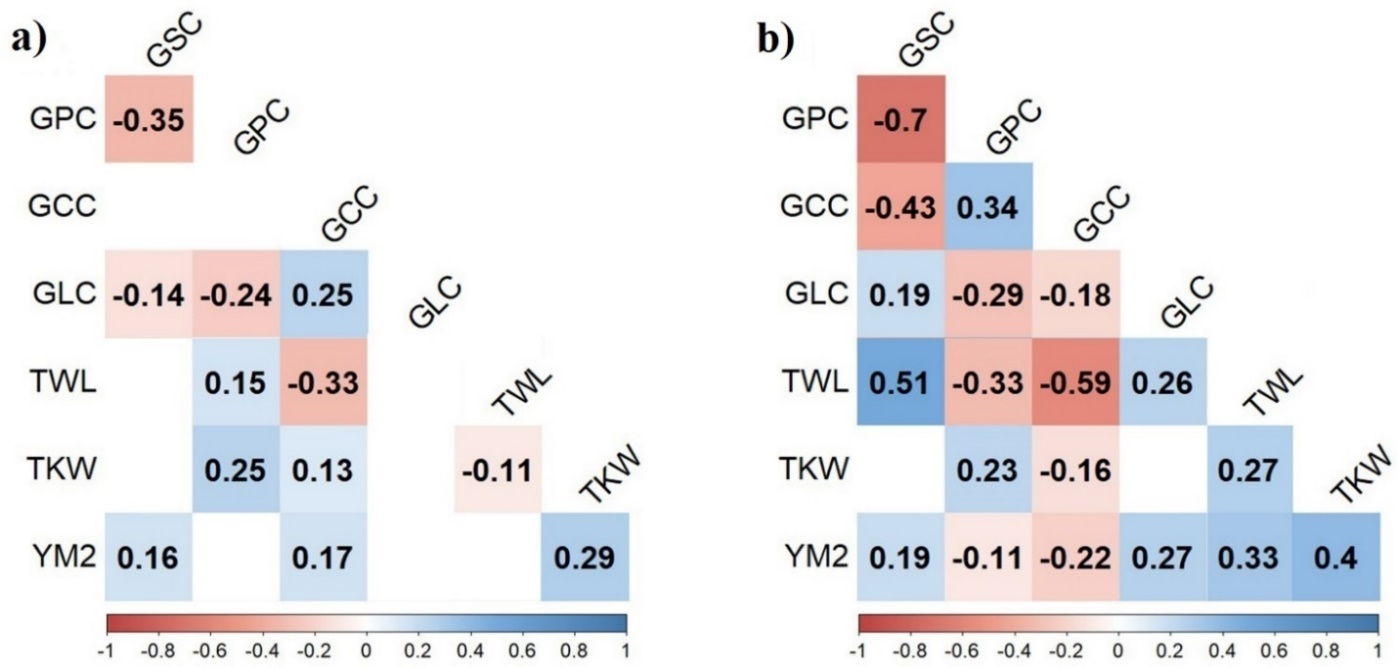 a)
GSC
GPC -0.35
GPC
GCC
GCC
GLC -0.14 -0.24 0.25
GLC
TWL 0.15 -0.33
TWL
TKW 0.25 0.13 -0.11
TKW
YM2 0.16 0.17 0.29
-1 -0.8 -0.6 -0.4 -0.2 0 0.2 0.4 0.6 0.8 1
b)
GSC
GPC -0.7
GPC
GCC -0.43 0.34
GCC
GLC 0.19 -0.29 -0.18
GLC
TWL 0.51 -0.33 -0.59 0.26
TWL
TKW 0.23 -0.16 0.27
TKW
YM2 0.19 -0.11 -0.22 0.27 0.33 0.4
-1 -0.8 -0.6 -0.4 -0.2 0 0.2 0.4 0.6 0.8 1